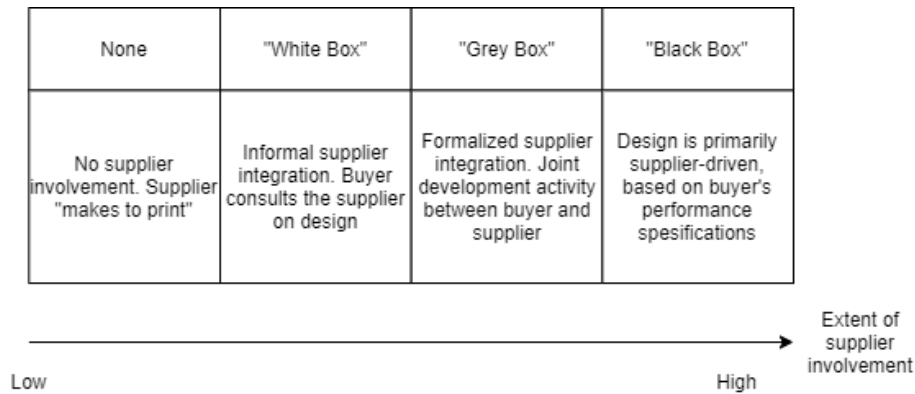 None
"White Box"
"Grey Box"
"Black Box"
No supplier
involvement. Supplier
"makes to print"
Informal supplier
integration. Buyer
consults the supplier
on design
Formalized supplier
integration. Joint
development activity
between buyer and
supplier
Design is primarily
supplier-driven,
based on buyer's
performance
spesifications
Extent of
supplier
involvement
Low
High